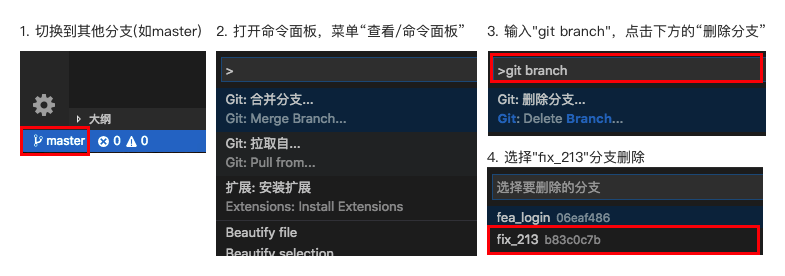 1. 切换到其他分支(如master)
大纲
master 0 0
2. 打开命令面板，菜单“查看/命令面板”
>
Git: 合并分支...
Git: Merge Branch...
Git: 拉取自...
Git: Pull from...
扩展: 安装扩展
Extensions: Install Extensions
Beautify file
Beautify selection
3. 输入"git branch"，点击下方的“删除分支”
>git branch
Git: 删除分支...
Git: Delete Branch...
4. 选择"fix_213"分支删除
选择要删除的分支
fea_login 06eaf486
fix_213 b83c0c7b